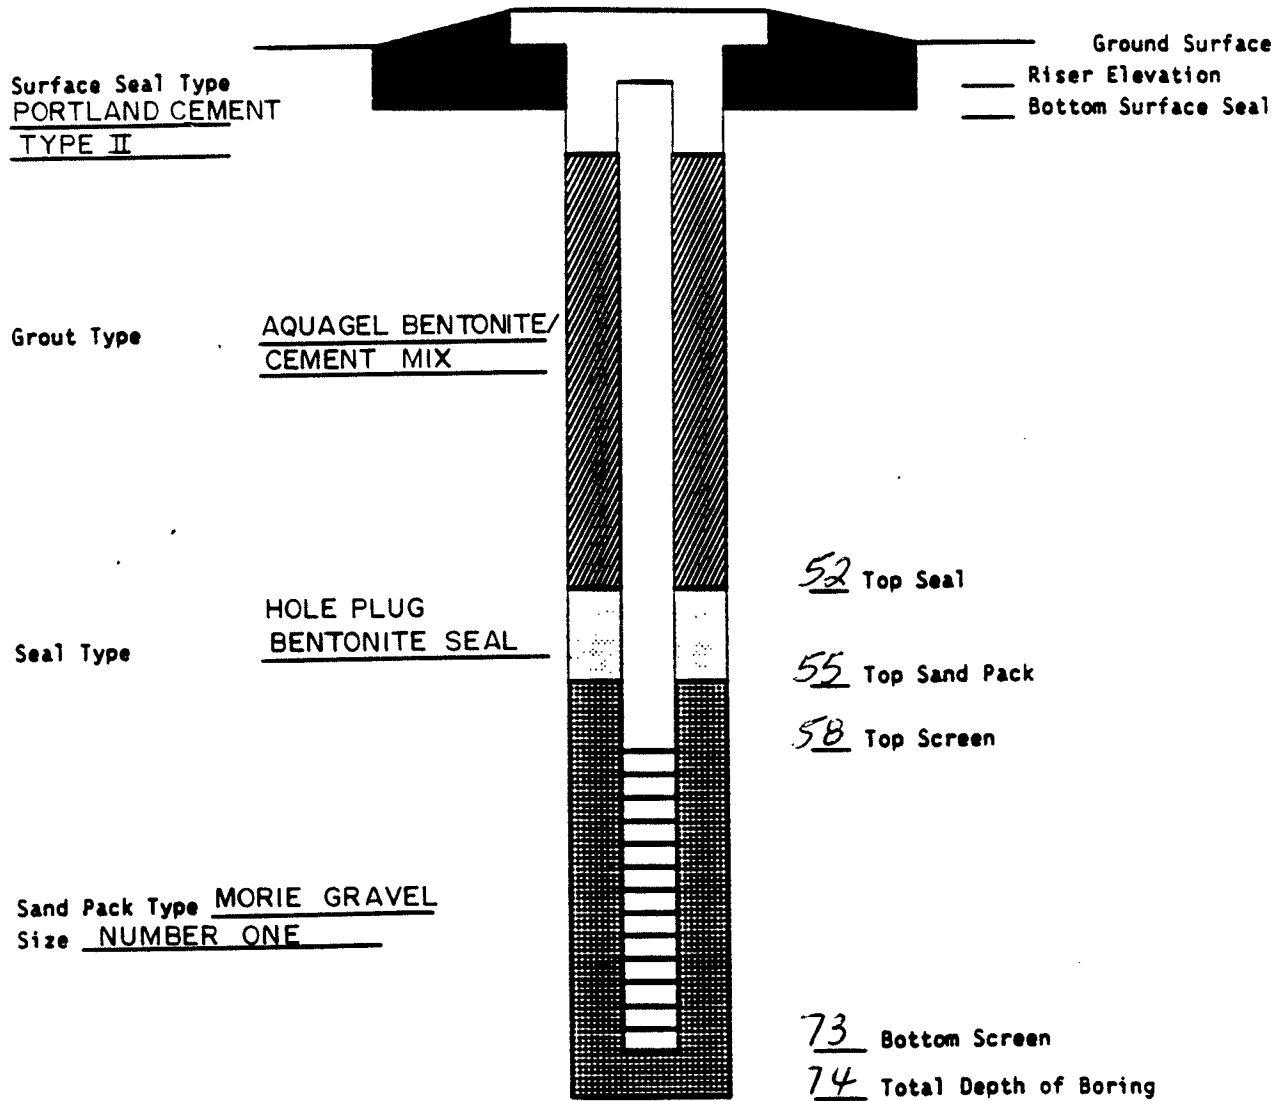 Ground Surface
Riser Elevation
Bottom Surface Seal
Surface Seal Type
PORTLAND CEMENT
TYPE II
Grout Type AQUAGEL BENTONITE/
CEMENT MIX
52 Top Seal
HOLE PLUG
Seal Type BENTONITE SEAL
55 Top Sand Pack
58 Top Screen
Sand Pack Type MORIE GRAVEL
Size NUMBER ONE
73 Bottom Screen
74 Total Depth of Boring